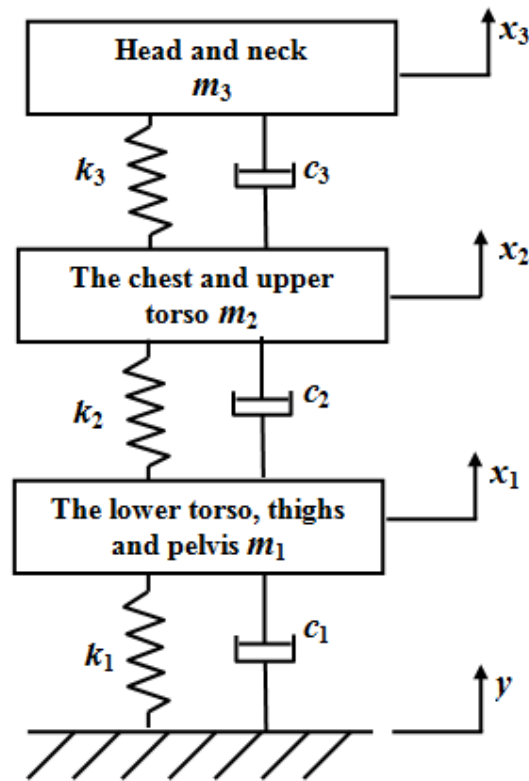 Head and neck
m₃
x₃
k₃
c₃
x₂
The chest and upper
torso m₂
k₂
c₂
x₁
The lower torso, thighs
and pelvis m₁
k₁
c₁
y